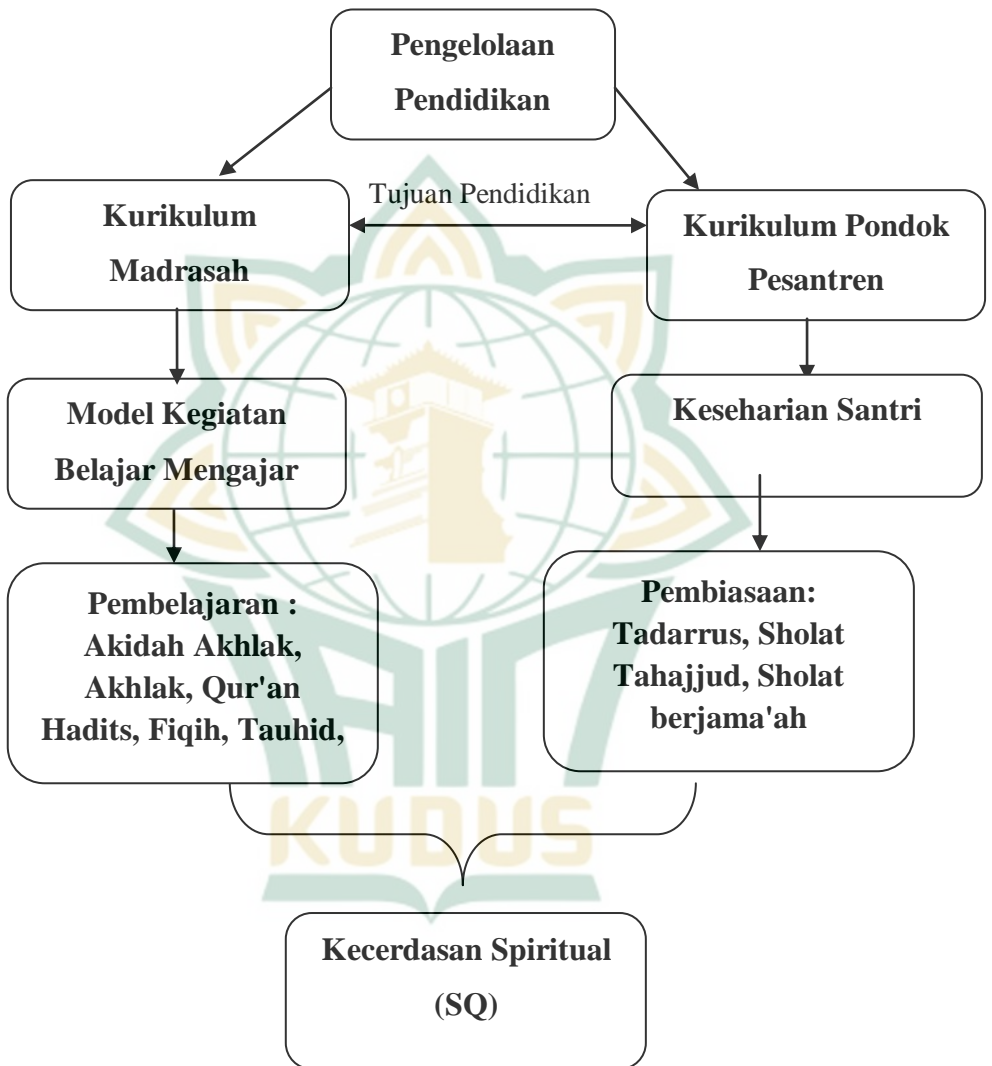 Pengelolaan
Pendidikan
Tujuan Pendidikan
Kurikulum
Madrasah
Kurikulum Pondok
Pesantren
Model Kegiatan
Belajar Mengajar
Keseharian Santri
Pembelajaran :
Akidah Akhlak,
Akhlak, Qur'an
Hadits, Fiqih, Tauhid,
Pembiasaan:
Tadarrus, Sholat
Tahajjud, Sholat
berjama'ah
IAIN
KUDUS
Kecerdasan Spiritual
(SQ)